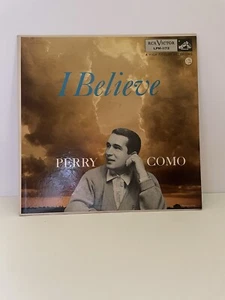 RCA VICTOR
I Believe
PERRY COMO